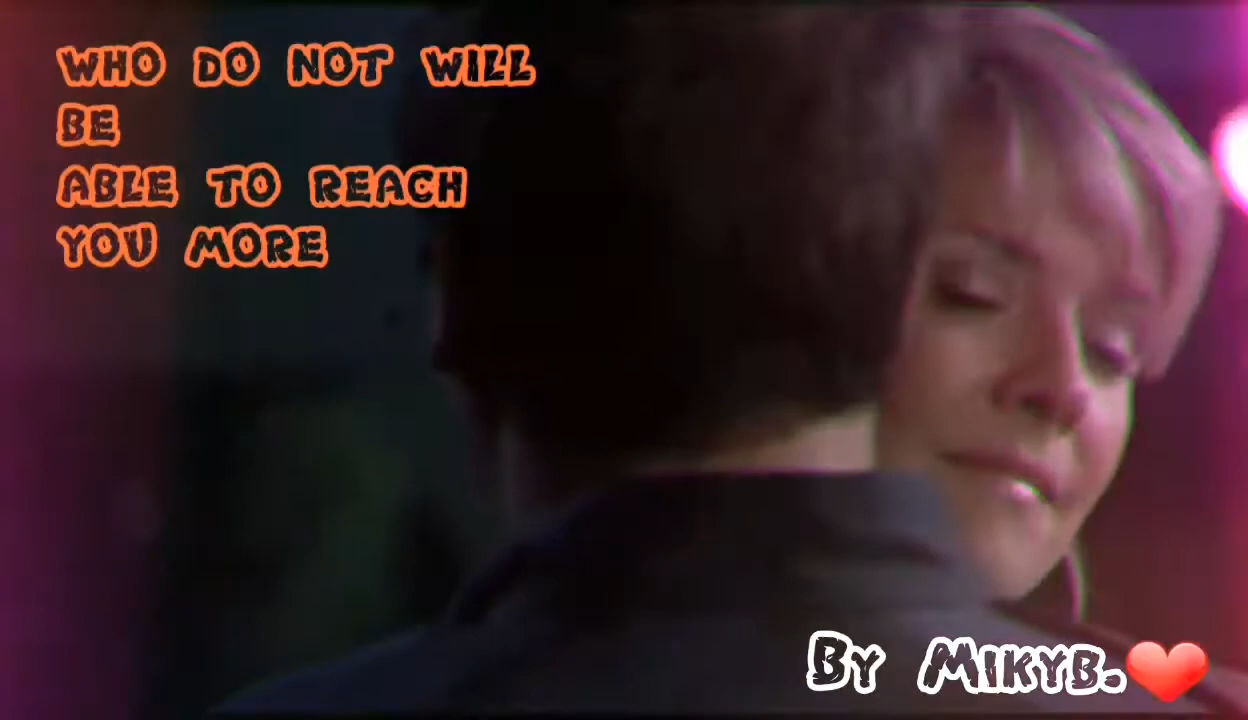 WHO DO NOT WILL
BE
ABLE TO REACH
YOU MORE
By Mikyb.❤️